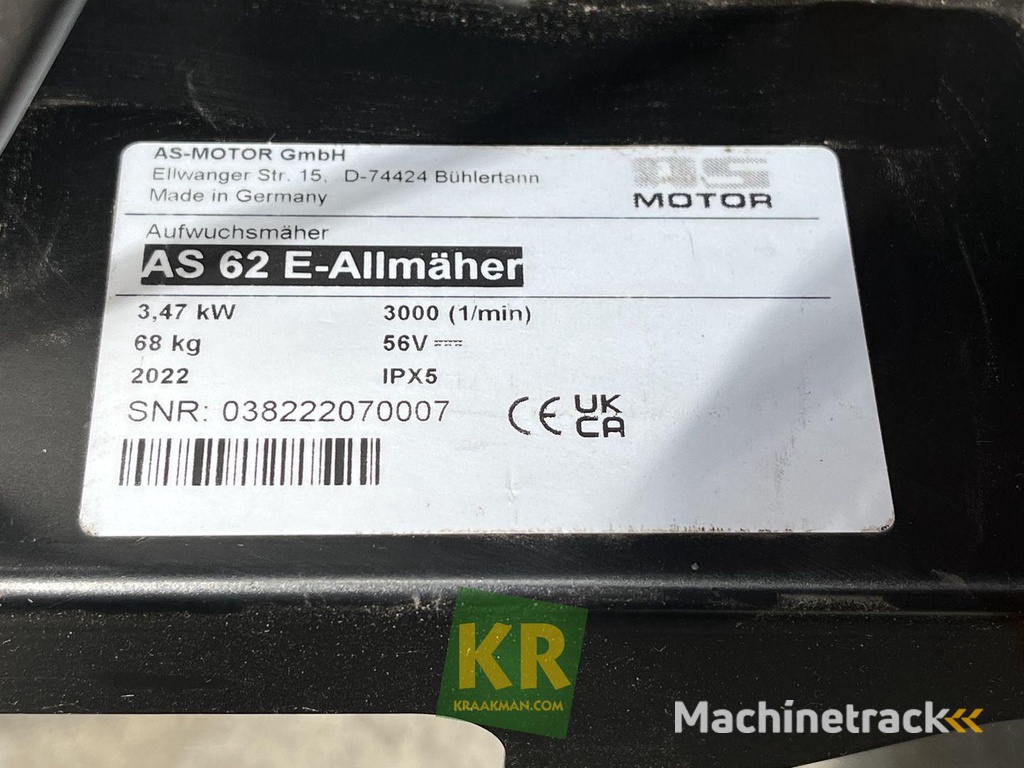 AS-MOTOR GmbH
Ellwanger Str. 15, D-74424 Bühlertann
Made in Germany
AS
MOTOR
Aufwuchsmäher
AS 62 E-Allmäher
3,47 kW 3000 (1/min)
68 kg 56V
2022 IPX5
SNR: 038222070007
CE UK
CA
KR
KRAAKMAN.COM
Machinetrack